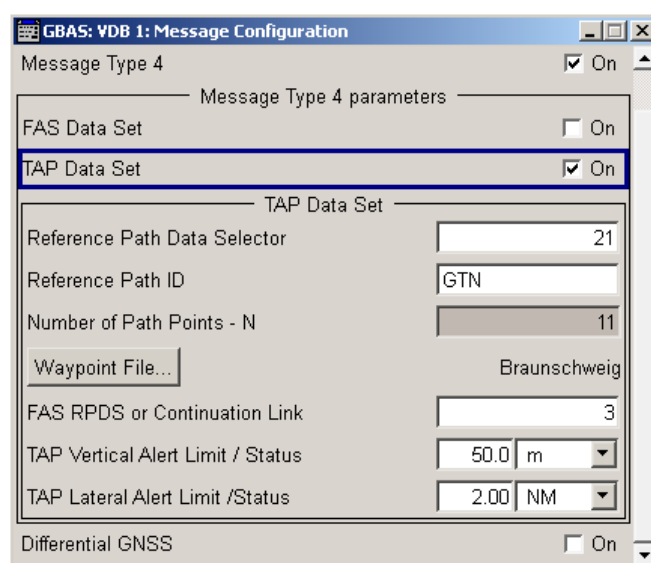 GBAS: VDB 1: Message Configuration
Message Type 4 On
Message Type 4 parameters
FAS Data Set On
TAP Data Set On
TAP Data Set
Reference Path Data Selector 21
Reference Path ID GTN
Number of Path Points - N 11
Waypoint File... Braunschweig
FAS RPDS or Continuation Link 3
TAP Vertical Alert Limit / Status 50.0 m
TAP Lateral Alert Limit /Status 2.00 NM
Differential GNSS On